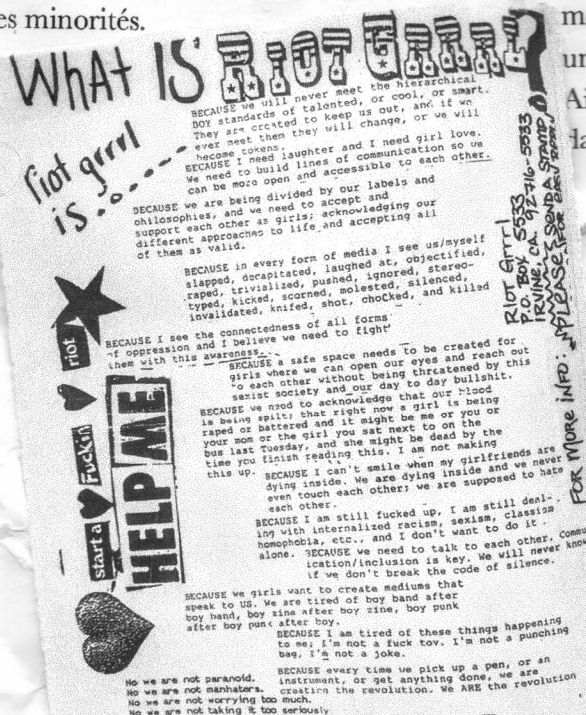 es minorités.
m
un
Ai
da
WhAt IS RIOT GRRRL?
riot grrrl
is.......
BECAUSE we will never meet the hierarchical
BOY standards of talented, or cool, or smart.
They are created to keep us out, and if we
ever meet them they will change, or we will
become tokens.
BECAUSE I need laughter and I need girl love.
We need to build lines of communication so we
can be more open and accessible to each other.
BECAUSE we are being divided by our labels and
philosophies, and we need to accept and
support each other as girls; acknowledging our
different approaches to life and accepting all
of them as valid.
BECAUSE in every form of media I see us/myself
slapped, decapitated, laughed at, objectified,
raped, trivialized, pushed, ignored, stereo-
typed, kicked, scorned, molested, silenced,
invalidated, knifed, shot, chocked, and killed
BECAUSE I see the connectedness of all forms
of oppression and I believe we need to fight
them with this awareness.
BECAUSE a safe space needs to be created for
girls where we can open our eyes and reach out
to each other without being threatened by this
sexist society and our day to day bullshit.
BECAUSE we need to acknowledge that our blood
is being spilt; that right now a girl is being
raped or battered and it might be me or you or
your mom or the girl you sat next to on the
bus last Tuesday, and she might be dead by the
time you finish reading this. I am not making
this up.
BECAUSE I can't smile when my girlfriends are
dying inside. We are dying inside and we never
even touch each other; we are supposed to hate
each other.
BECAUSE I am still fucked up, I am still deal-
ing with internalized racism, sexism, classism
homophobia, etc., and I don't want to do it
alone.
BECAUSE we need to talk to each other. Commun
ication/inclusion is key. We will never know
if we don't break the code of silence.
BECAUSE we girls want to create mediums that
speak to US. We are tired of boy band after
boy band, boy zine after boy zine, boy punk
after boy punk after boy.
BECAUSE I am tired of these things happening
to me; I'm not a fuck toy. I'm not a punching
bag, I'm not a joke.
BECAUSE every time we pick up a pen, or an
instrument, or get anything done, we are
creating the revolution. We ARE the revolution
No we are not paranoid.
No we are not manhaters.
No we are not worrying too much.
No we are not taking it too seriously
start a Fuckin riot
HELP ME
FOR MORE INFO:
RIOT Grrrl
P.O. Box 5533
IRVINE, CA. 92716-5533